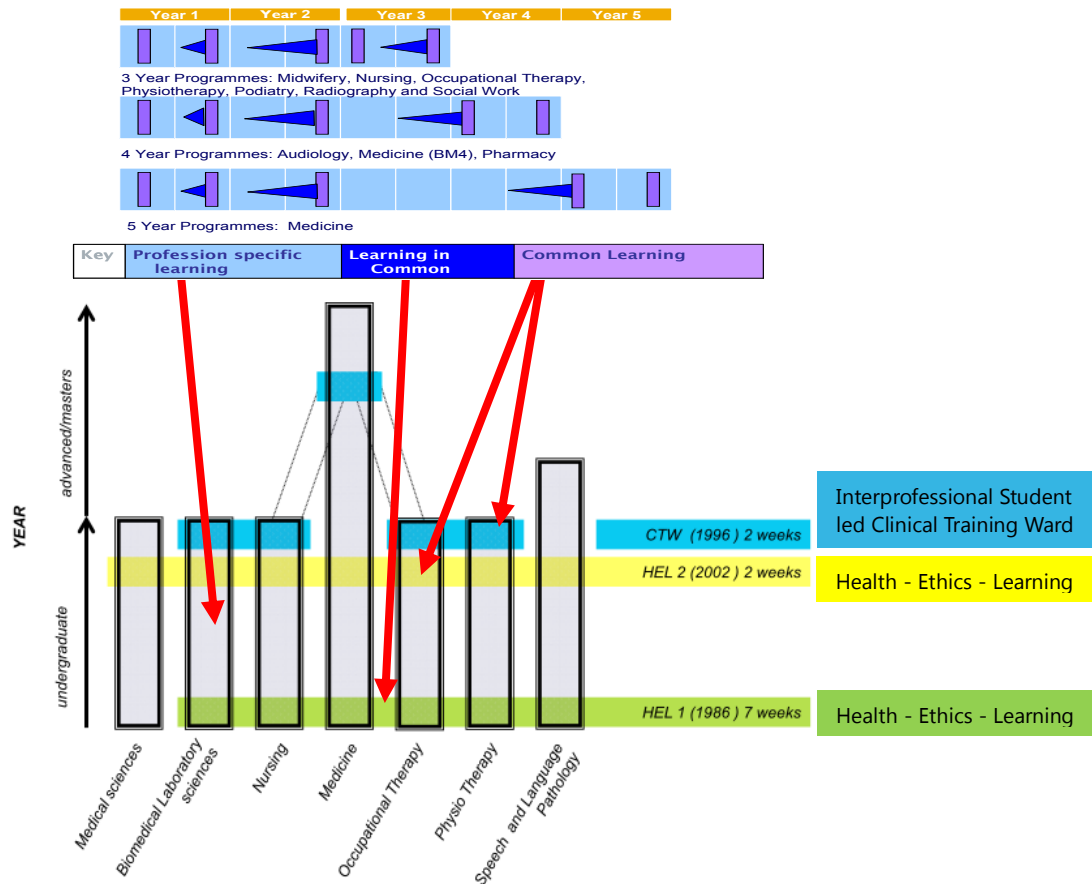 Year 1 Year 2 Year 3 Year 4 Year 5
3 Year Programmes: Midwifery, Nursing, Occupational Therapy,
Physiotherapy, Podiatry, Radiography and Social Work
4 Year Programmes: Audiology, Medicine (BM4), Pharmacy
5 Year Programmes: Medicine
Key
Profession specific
learning
Learning in
Common
Common Learning
YEAR
advanced/masters
undergraduate
CTW (1996 ) 2 weeks
HEL 2 (2002 ) 2 weeks
HEL 1 (1986 ) 7 weeks
Interprofessional Student
led Clinical Training Ward
Health - Ethics - Learning
Health - Ethics - Learning
Medical sciences
Biomedical Laboratory
sciences
Nursing
Medicine
Occupational Therapy
Physio Therapy
Speech and Language
Pathology